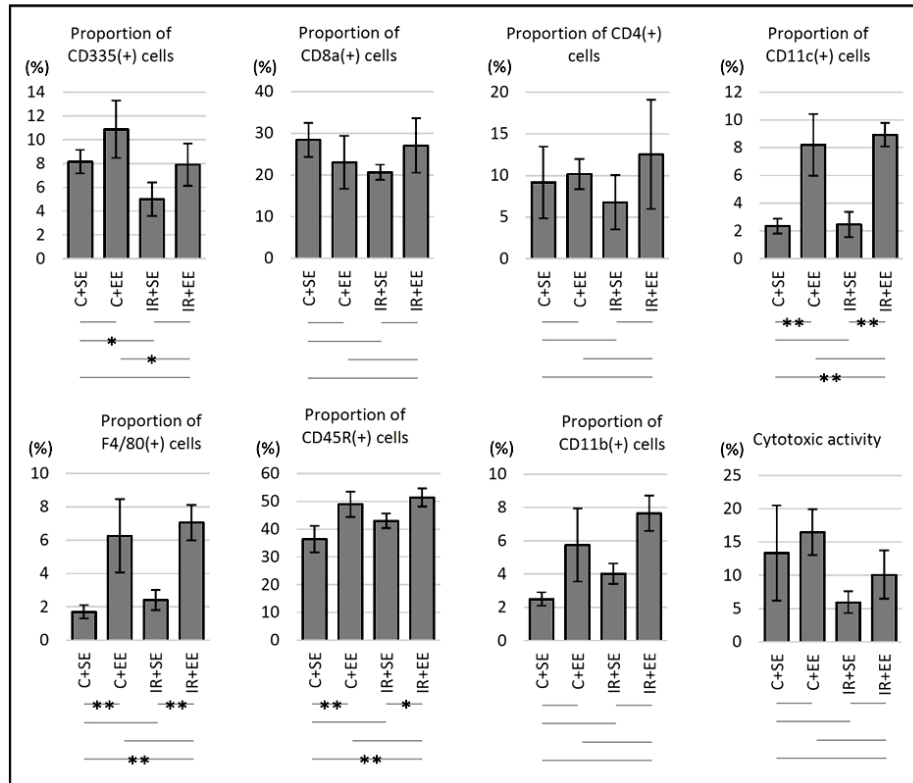 Proportion of
CD335(+) cells
(%)
14
12
10
8
6
4
2
0
C+SE
C+EE
IR+SE
IR+EE
*
*
Proportion of
CD8a(+) cells
(%)
40
30
20
10
0
C+SE
C+EE
IR+SE
IR+EE
Proportion of CD4(+)
cells
(%)
20
15
10
5
0
C+SE
C+EE
IR+SE
IR+EE
Proportion of
CD11c(+) cells
(%)
12
10
8
6
4
2
0
C+SE
C+EE
IR+SE
IR+EE
** **
**
Proportion of
F4/80(+) cells
(%)
10
8
6
4
2
0
C+SE
C+EE
IR+SE
IR+EE
** **
**
Proportion of
CD45R(+) cells
(%)
60
50
40
30
20
10
0
C+SE
C+EE
IR+SE
IR+EE
** *
**
Proportion of
CD11b(+) cells
(%)
10
8
6
4
2
0
C+SE
C+EE
IR+SE
IR+EE
Cytotoxic activity
(%)
25
20
15
10
5
0
C+SE
C+EE
IR+SE
IR+EE